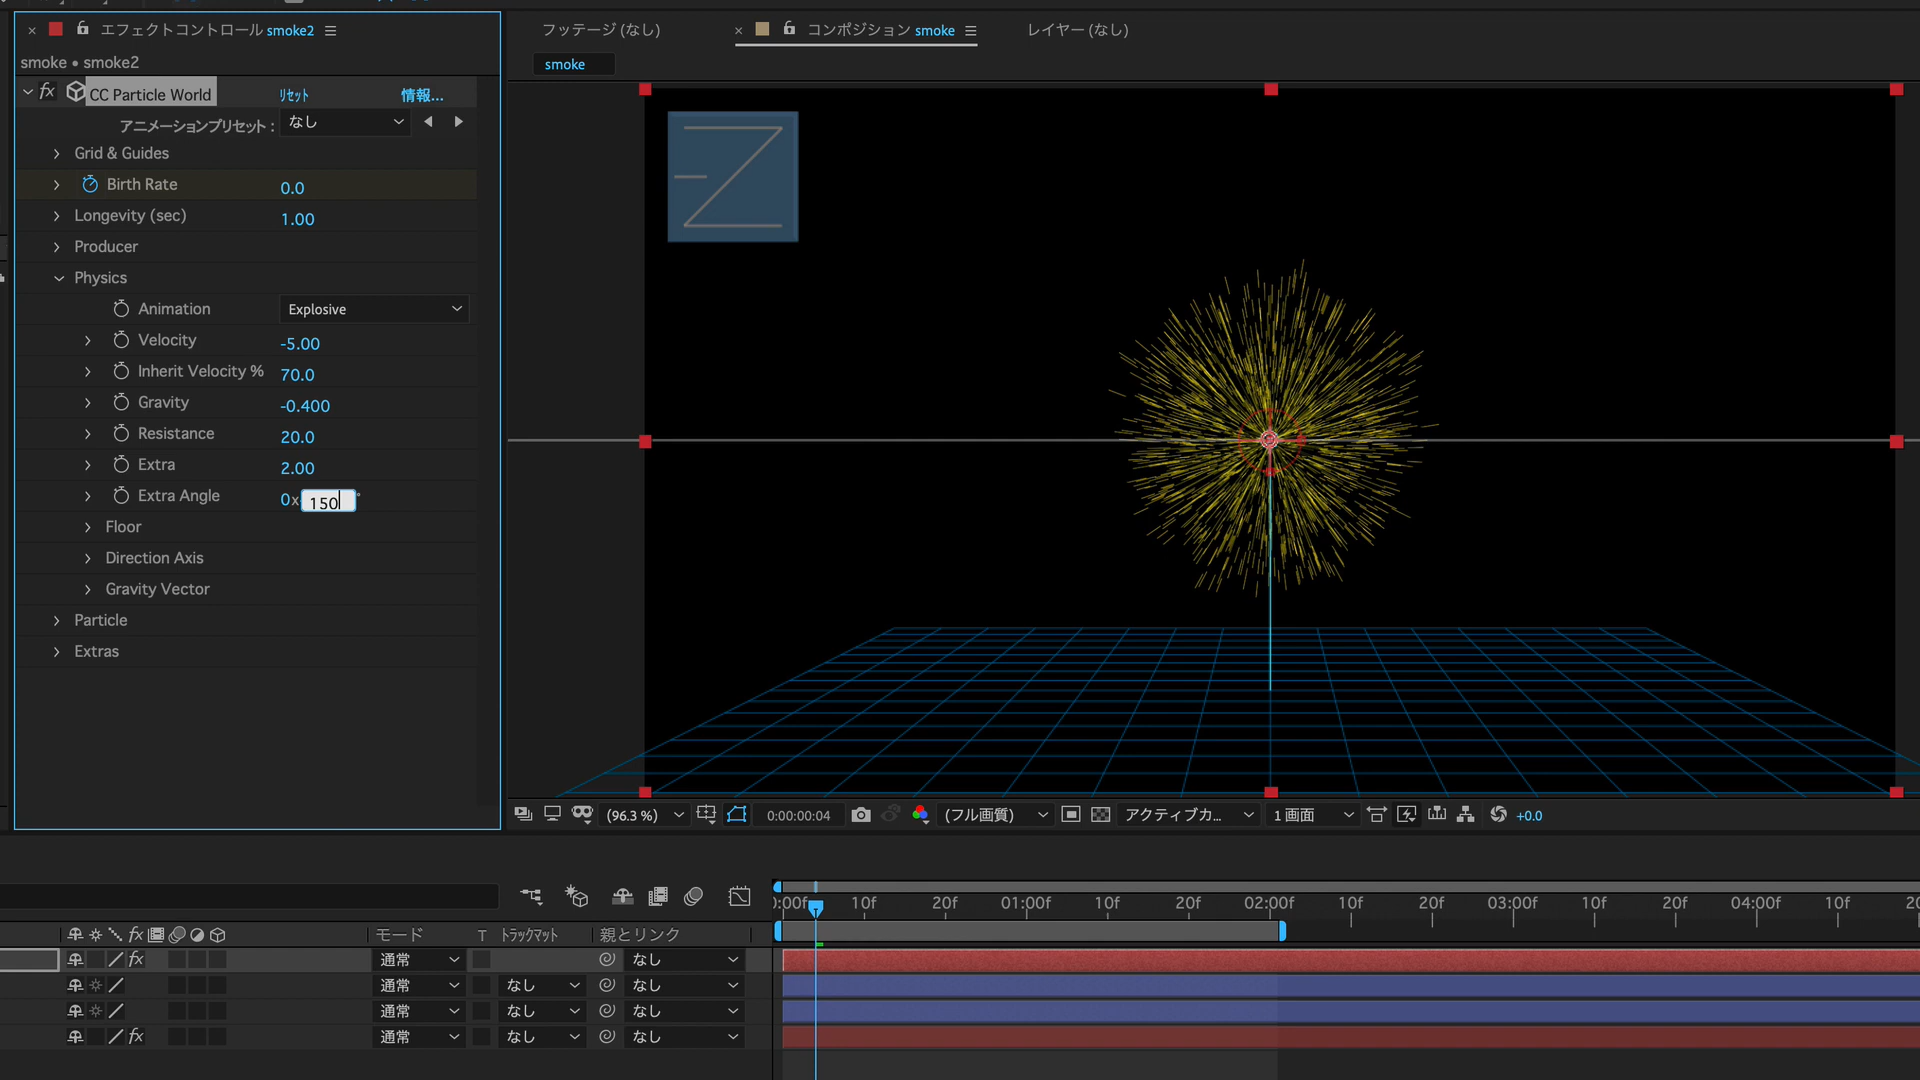 エフェクトコントロール smoke2
smoke • smoke2
fx CC Particle World リセット 情報...
アニメーションプリセット: なし
Grid & Guides
Birth Rate 0.0
Longevity (sec) 1.00
Producer
Physics
Animation Explosive
Velocity -5.00
Inherit Velocity % 70.0
Gravity -0.400
Resistance 20.0
Extra 2.00
Extra Angle 0x 150 °
Floor
Direction Axis
Gravity Vector
Particle
Extras
フッテージ (なし) コンポジション smoke レイヤー (なし)
smoke
(96.3 %) 0:00:00:04 (フル画質) アクティブカ... 1 画面 +0.0
0:00f 10f 20f 01:00f 10f 20f 02:00f 10f 20f 03:00f 10f 20f 04:00f 10f
fx モード T トラックマット 親とリンク
fx 通常 なし
通常 なし なし
通常 なし なし
fx 通常 なし なし